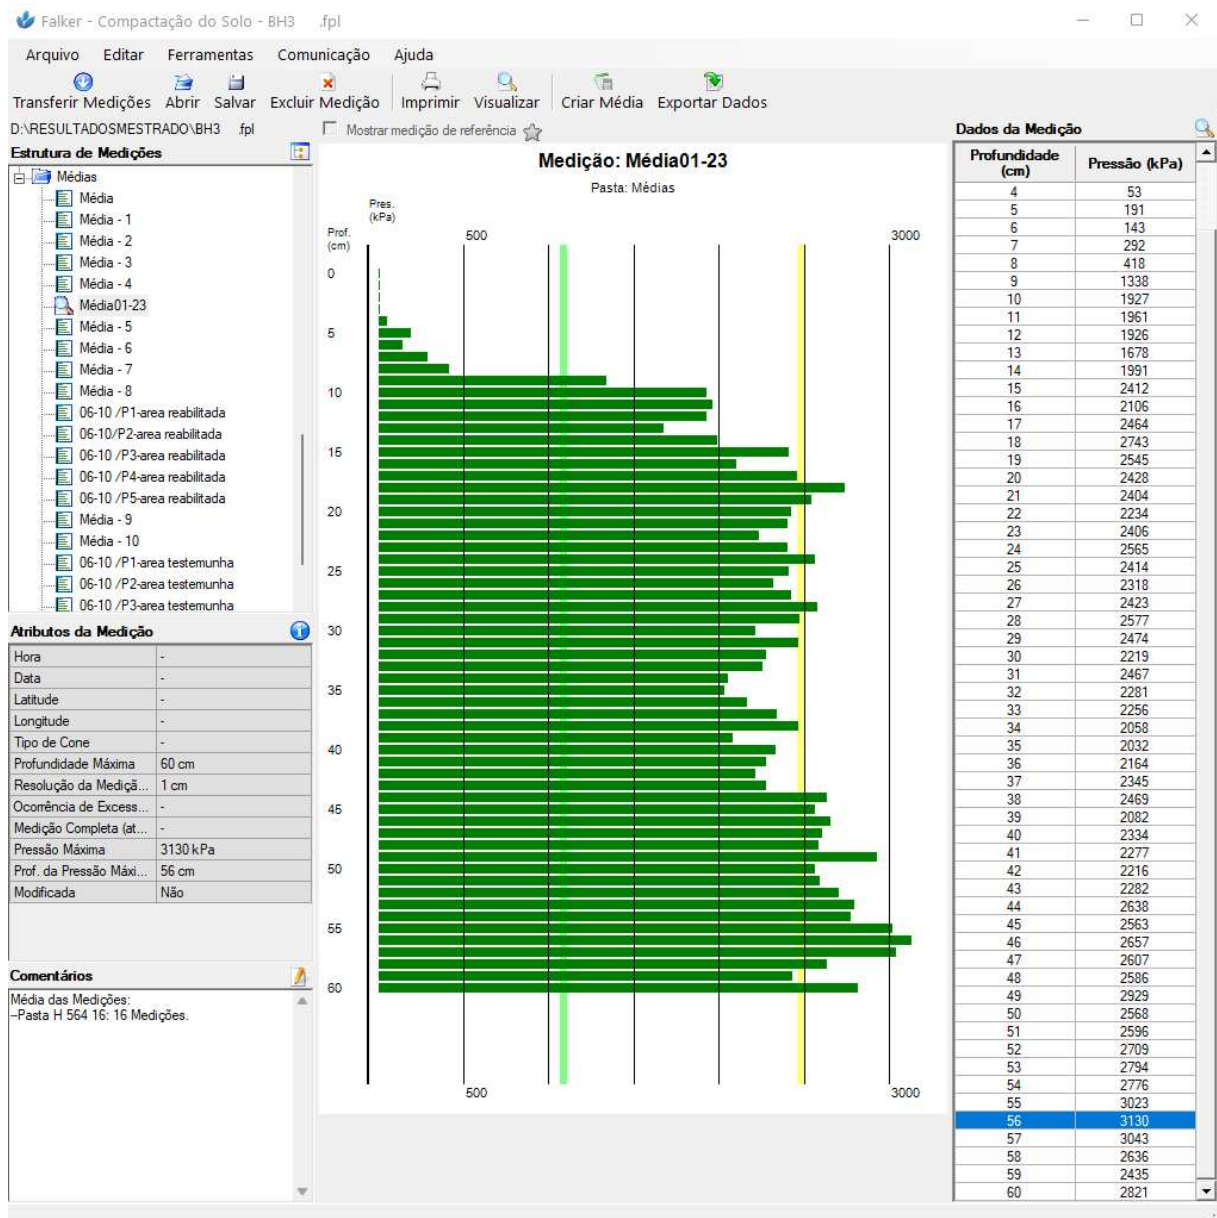 Falker - Compactação do Solo - BH3 .fpl
Arquivo Editar Ferramentas Comunicação Ajuda
Transferir Medições Abrir Salvar Excluir Medição Imprimir Visualizar Criar Média Exportar Dados
D:\RESULTADOSMESTRADO\BH3 .fpl
Estrutura de Medições
Médias
Média
Média - 1
Média - 2
Média - 3
Média - 4
Média01-23
Média - 5
Média - 6
Média - 7
Média - 8
06-10 /P1-area reabilitada
06-10/P2-area reabilitada
06-10 /P3-area reabilitada
06-10 /P4-area reabilitada
06-10 /P5-area reabilitada
Média - 9
Média - 10
06-10 /P1-area testemunha
06-10 /P2-area testemunha
06-10 /P3-area testemunha
Atributos da Medição
Hora -
Data -
Latitude -
Longitude -
Tipo de Cone -
Profundidade Máxima 60 cm
Resolução da Mediçã... 1 cm
Ocorrência de Excess... -
Medição Completa (at... -
Pressão Máxima 3130 kPa
Prof. da Pressão Máxi... 56 cm
Modificada Não
Comentários
Média das Medições:
--Pasta H 564 16: 16 Medições.
Mostrar medição de referência
Medição: Média01-23
Pasta: Médias
Pres.
(kPa)
Prof.
(cm)
500 3000
0
5
10
15
20
25
30
35
40
45
50
55
60
500 3000
Dados da Medição
Profundidade (cm) Pressão (kPa)
4 53
5 191
6 143
7 292
8 418
9 1338
10 1927
11 1961
12 1926
13 1678
14 1991
15 2412
16 2106
17 2464
18 2743
19 2545
20 2428
21 2404
22 2234
23 2406
24 2565
25 2414
26 2318
27 2423
28 2577
29 2474
30 2219
31 2467
32 2281
33 2256
34 2058
35 2032
36 2164
37 2345
38 2469
39 2082
40 2334
41 2277
42 2216
43 2282
44 2638
45 2563
46 2657
47 2607
48 2586
49 2929
50 2568
51 2596
52 2709
53 2794
54 2776
55 3023
56 3130
57 3043
58 2636
59 2435
60 2821